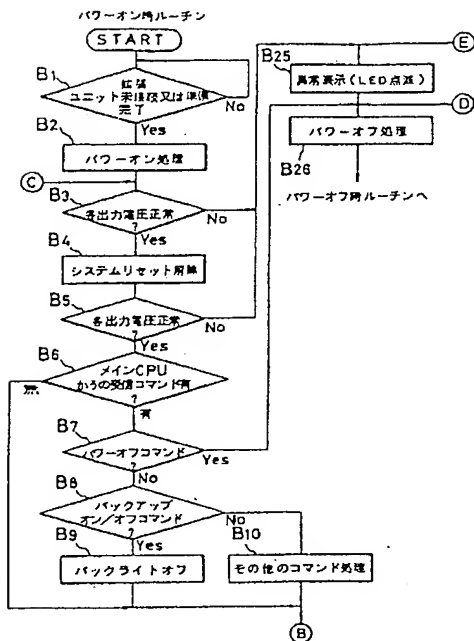 パワーオン時ルーチン
START
B1
拡張
ユニット未接続又は準備
完了
No
Yes
B2
パワーオン処理
C
B3
各出力電圧正常
?
No
Yes
B4
システムリセット解除
B5
各出力電圧正常
?
No
Yes
B6
メインCPU
からの受信コマンド有
?
無
有
B7
パワーオフコマンド
?
Yes
No
B8
バックアップ
オン/オフコマンド
?
No
Yes
B9
バックライトオフ
B10
その他のコマンド処理
B
E
B25
異常表示(LED点滅)
D
パワーオフ処理
B26
パワーオフ時ルーチンへ